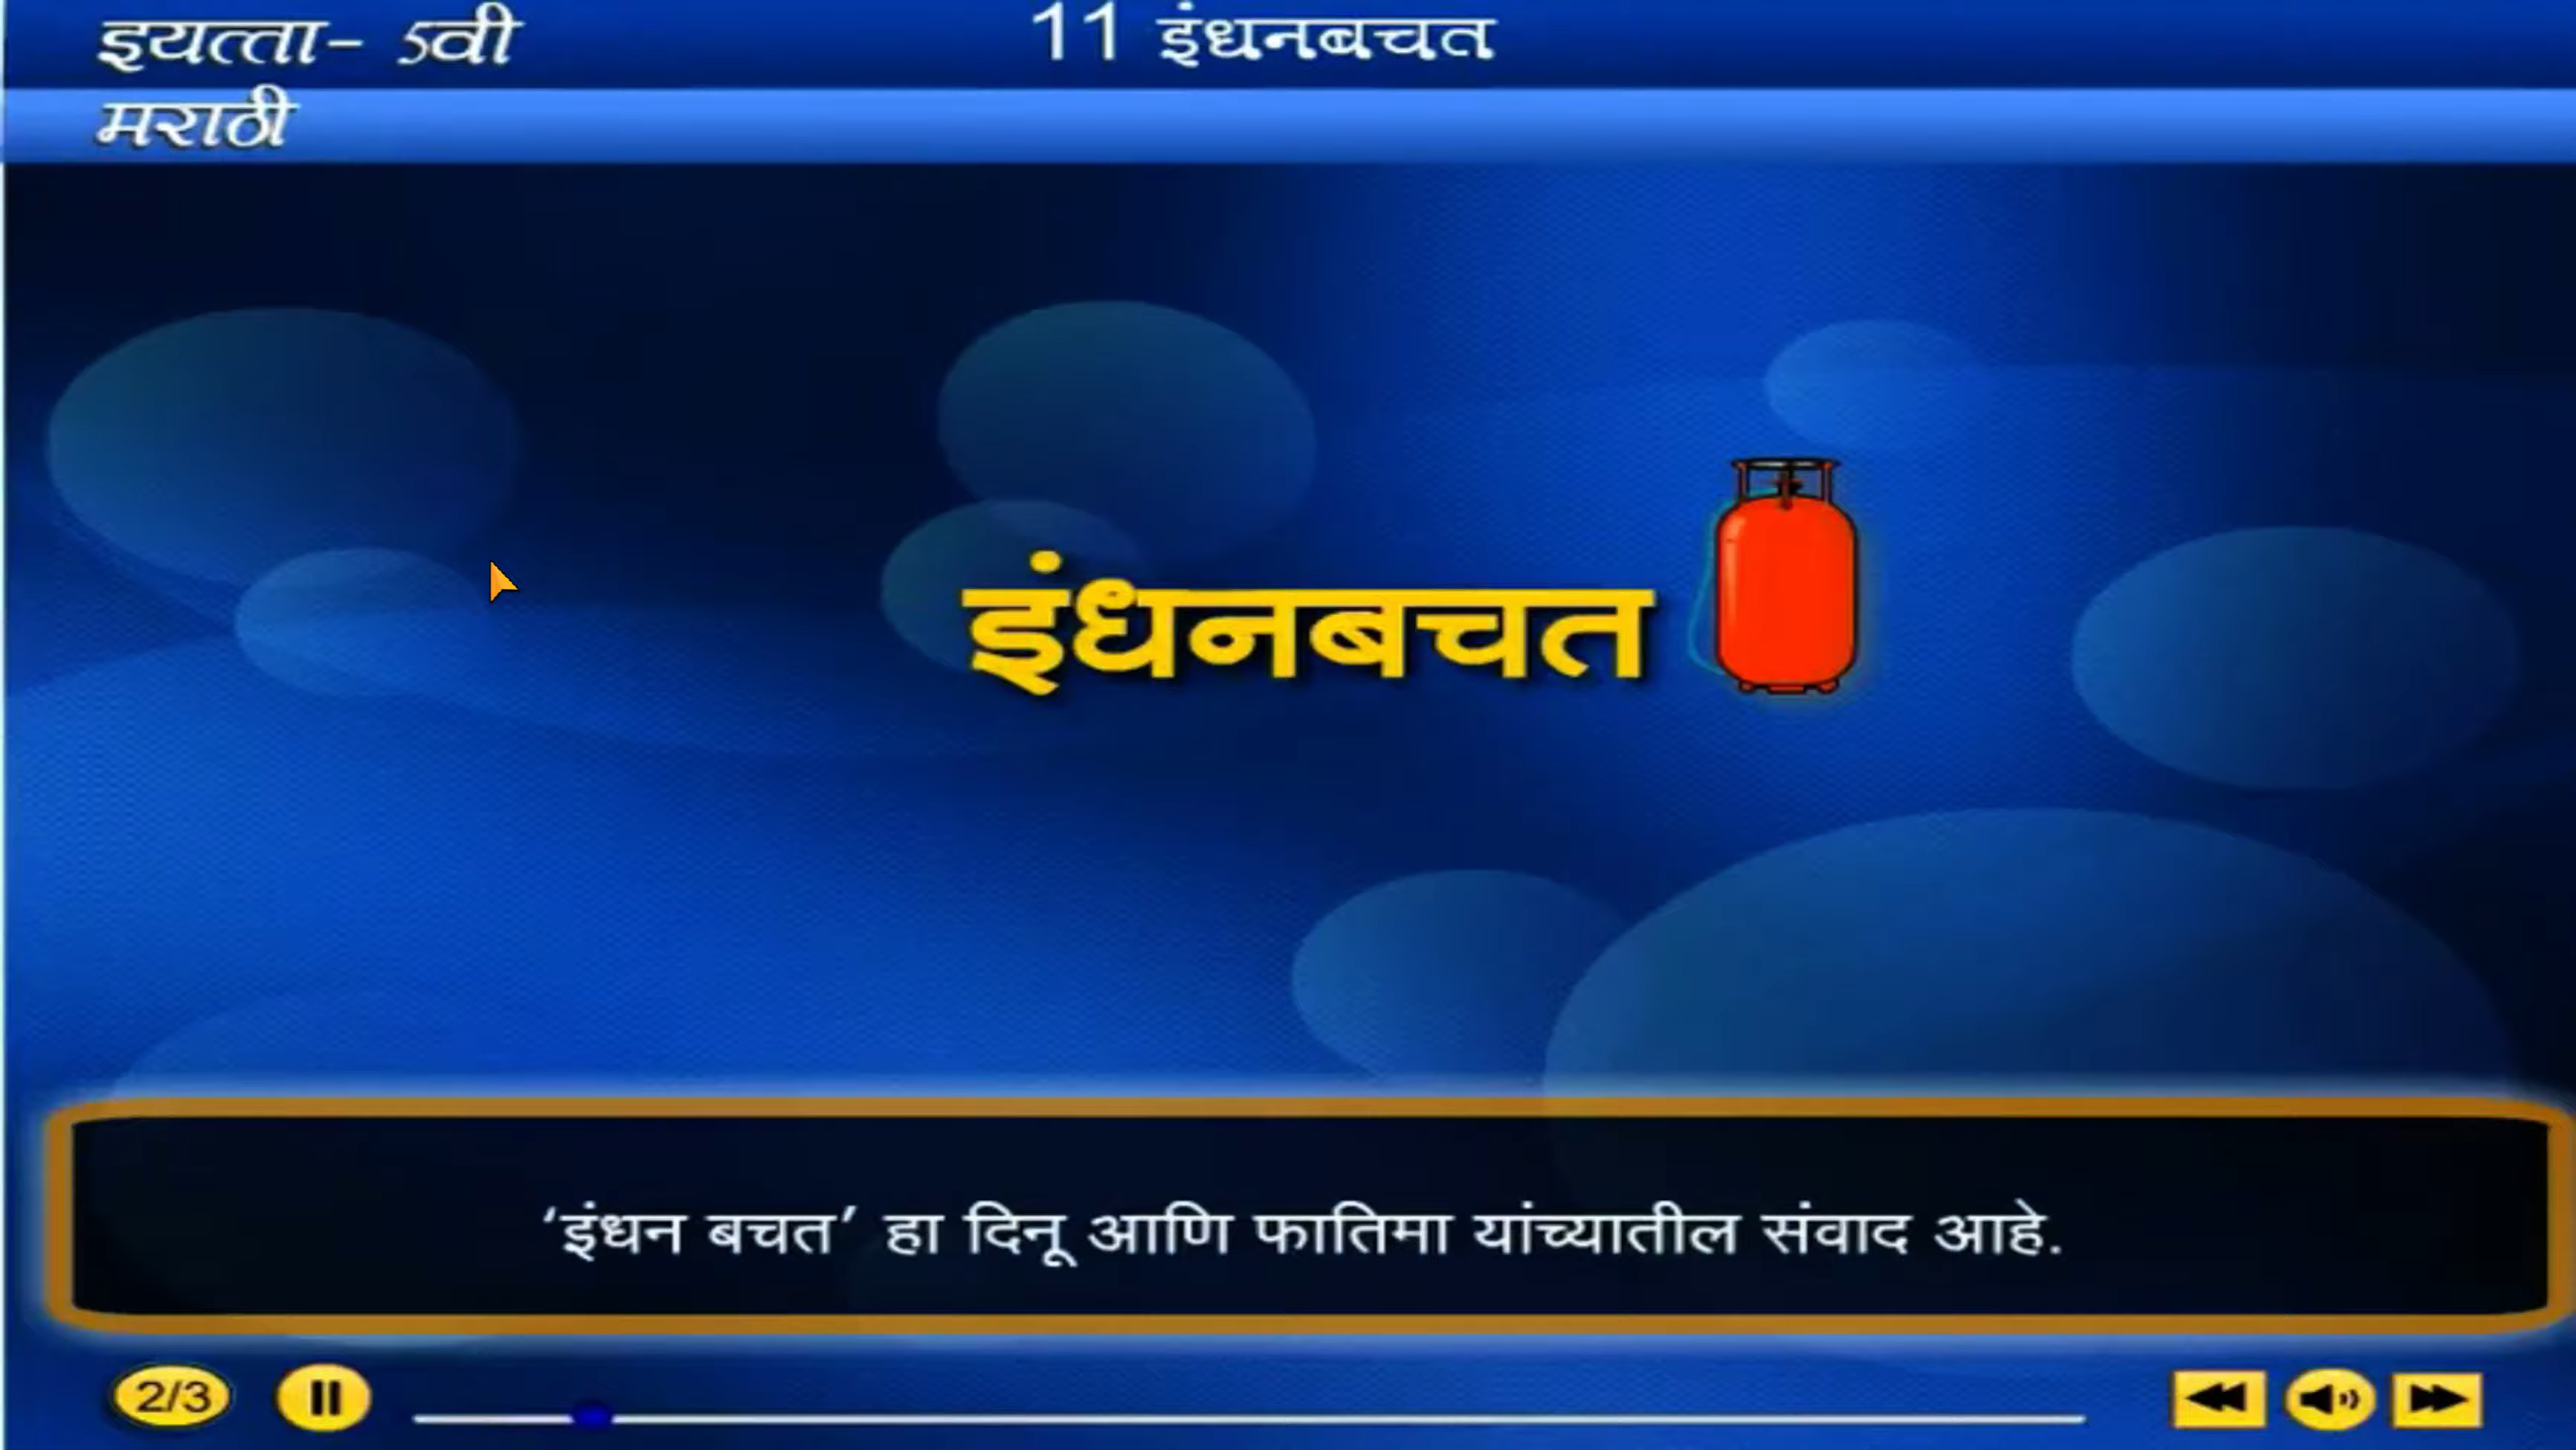 इयत्ता- 5वी
11 इंधनबचत
मराठी
इंधनबचत
‘इंधन बचत’ हा दिनू आणि फातिमा यांच्यातील संवाद आहे.
2/3